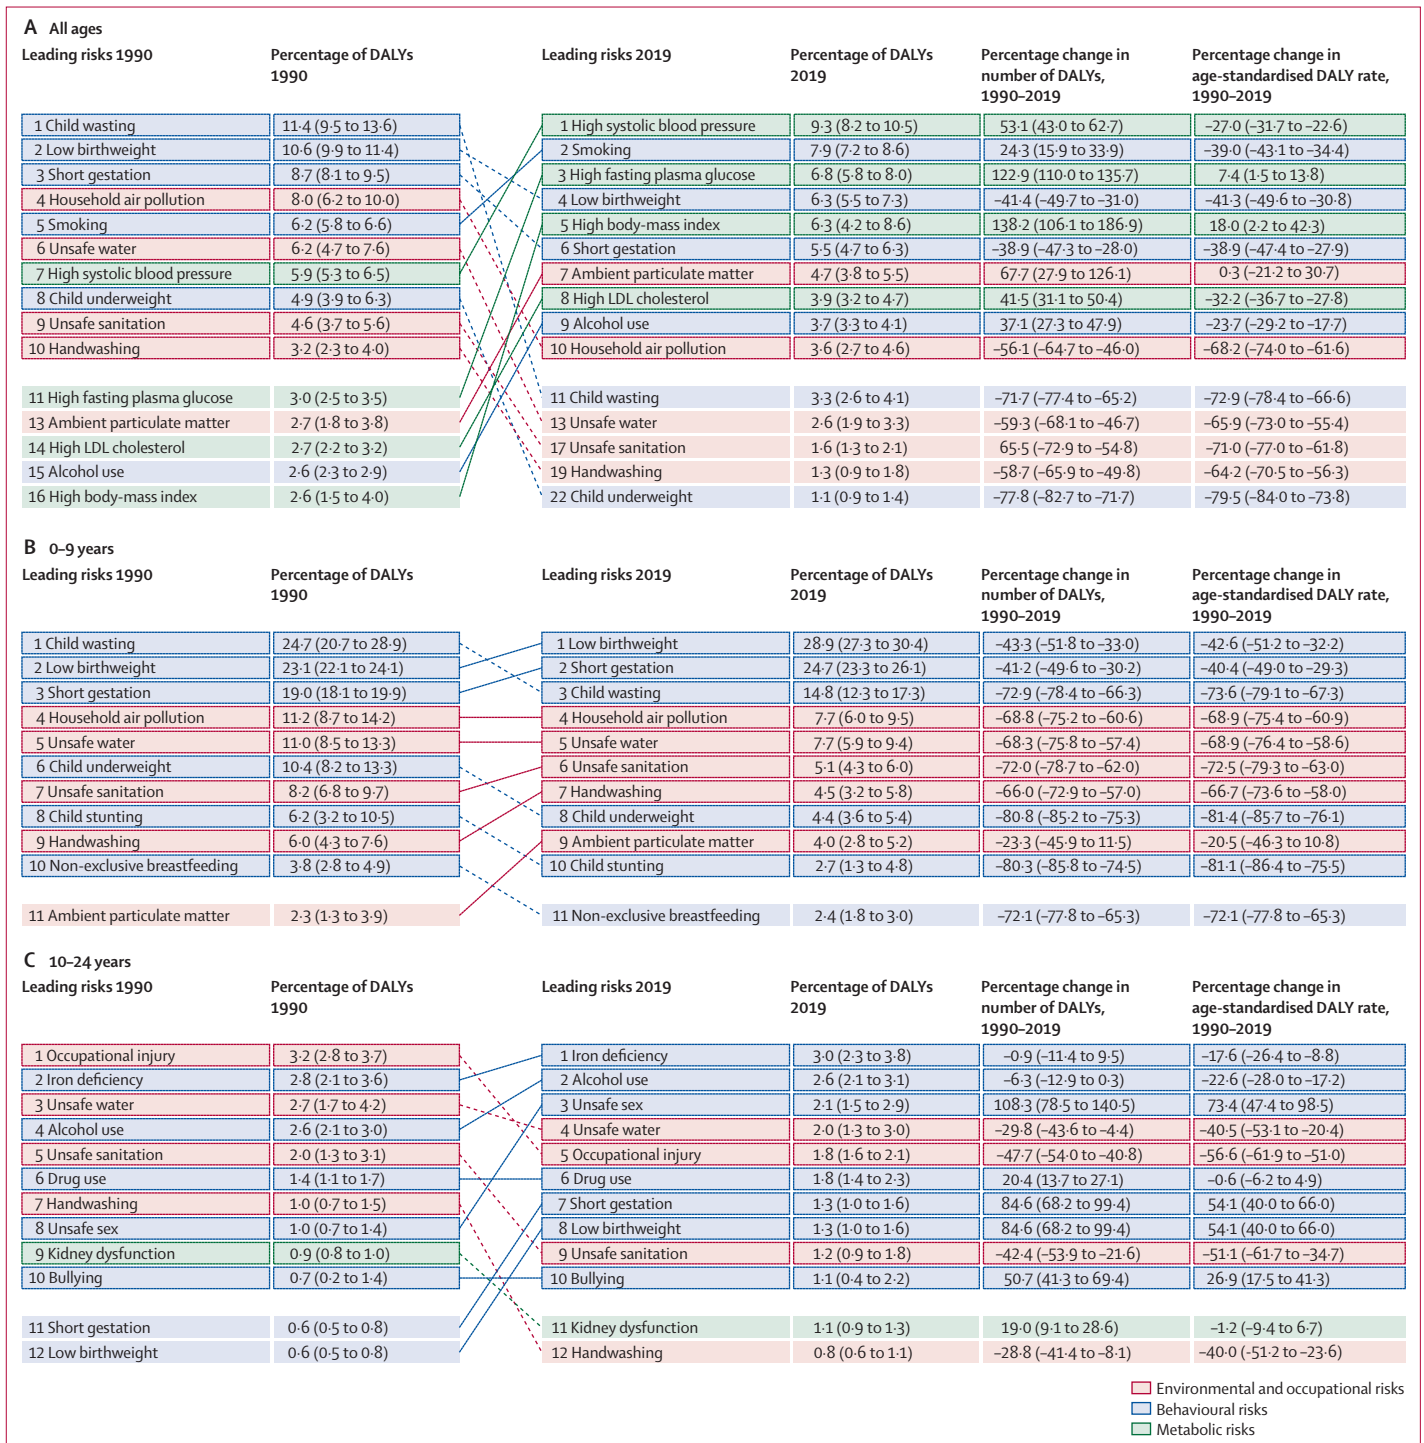 A All ages
Leading risks 1990 Percentage of DALYs 1990 Leading risks 2019 Percentage of DALYs 2019 Percentage change in number of DALYs, 1990–2019 Percentage change in age-standardised DALY rate, 1990–2019
1 Child wasting 11·4 (9·5 to 13·6) 1 High systolic blood pressure 9·3 (8·2 to 10·5) 53·1 (43·0 to 62·7) –27·0 (–31·7 to –22·6)
2 Low birthweight 10·6 (9·9 to 11·4) 2 Smoking 7·9 (7·2 to 8·6) 24·3 (15·9 to 33·9) –39·0 (–43·1 to –34·4)
3 Short gestation 8·7 (8·1 to 9·5) 3 High fasting plasma glucose 6·8 (5·8 to 8·0) 122·9 (110·0 to 135·7) 7·4 (1·5 to 13·8)
4 Household air pollution 8·0 (6·2 to 10·0) 4 Low birthweight 6·3 (5·5 to 7·3) –41·4 (–49·7 to –31·0) –41·3 (–49·6 to –30·8)
5 Smoking 6·2 (5·8 to 6·6) 5 High body-mass index 6·3 (4·2 to 8·6) 138·2 (106·1 to 186·9) 18·0 (2·2 to 42·3)
6 Unsafe water 6·2 (4·7 to 7·6) 6 Short gestation 5·5 (4·7 to 6·3) –38·9 (–47·3 to –28·0) –38·9 (–47·4 to –27·9)
7 High systolic blood pressure 5·9 (5·3 to 6·5) 7 Ambient particulate matter 4·7 (3·8 to 5·5) 67·7 (27·9 to 126·1) 0·3 (–21·2 to 30·7)
8 Child underweight 4·9 (3·9 to 6·3) 8 High LDL cholesterol 3·9 (3·2 to 4·7) 41·5 (31·1 to 50·4) –32·2 (–36·7 to –27·8)
9 Unsafe sanitation 4·6 (3·7 to 5·6) 9 Alcohol use 3·7 (3·3 to 4·1) 37·1 (27·3 to 47·9) –23·7 (–29·2 to –17·7)
10 Handwashing 3·2 (2·3 to 4·0) 10 Household air pollution 3·6 (2·7 to 4·6) –56·1 (–64·7 to –46·0) –68·2 (–74·0 to –61·6)
11 High fasting plasma glucose 3·0 (2·5 to 3·5) 11 Child wasting 3·3 (2·6 to 4·1) –71·7 (–77·4 to –65·2) –72·9 (–78·4 to –66·6)
13 Ambient particulate matter 2·7 (1·8 to 3·8) 13 Unsafe water 2·6 (1·9 to 3·3) –59·3 (–68·1 to –46·7) –65·9 (–73·0 to –55·4)
14 High LDL cholesterol 2·7 (2·2 to 3·2) 17 Unsafe sanitation 1·6 (1·3 to 2·1) 65·5 (–72·9 to –54·8) –71·0 (–77·0 to –61·8)
15 Alcohol use 2·6 (2·3 to 2·9) 19 Handwashing 1·3 (0·9 to 1·8) –58·7 (–65·9 to –49·8) –64·2 (–70·5 to –56·3)
16 High body-mass index 2·6 (1·5 to 4·0) 22 Child underweight 1·1 (0·9 to 1·4) –77·8 (–82·7 to –71·7) –79·5 (–84·0 to –73·8)
B 0–9 years
Leading risks 1990 Percentage of DALYs 1990 Leading risks 2019 Percentage of DALYs 2019 Percentage change in number of DALYs, 1990–2019 Percentage change in age-standardised DALY rate, 1990–2019
1 Child wasting 24·7 (20·7 to 28·9) 1 Low birthweight 28·9 (27·3 to 30·4) –43·3 (–51·8 to –33·0) –42·6 (–51·2 to –32·2)
2 Low birthweight 23·1 (22·1 to 24·1) 2 Short gestation 24·7 (23·3 to 26·1) –41·2 (–49·6 to –30·2) –40·4 (–49·0 to –29·3)
3 Short gestation 19·0 (18·1 to 19·9) 3 Child wasting 14·8 (12·3 to 17·3) –72·9 (–78·4 to –66·3) –73·6 (–79·1 to –67·3)
4 Household air pollution 11·2 (8·7 to 14·2) 4 Household air pollution 7·7 (6·0 to 9·5) –68·8 (–75·2 to –60·6) –68·9 (–75·4 to –60·9)
5 Unsafe water 11·0 (8·5 to 13·3) 5 Unsafe water 7·7 (5·9 to 9·4) –68·3 (–75·8 to –57·4) –68·9 (–76·4 to –58·6)
6 Child underweight 10·4 (8·2 to 13·3) 6 Unsafe sanitation 5·1 (4·3 to 6·0) –72·0 (–78·7 to –62·0) –72·5 (–79·3 to –63·0)
7 Unsafe sanitation 8·2 (6·8 to 9·7) 7 Handwashing 4·5 (3·2 to 5·8) –66·0 (–72·9 to –57·0) –66·7 (–73·6 to –58·0)
8 Child stunting 6·2 (3·2 to 10·5) 8 Child underweight 4·4 (3·6 to 5·4) –80·8 (–85·2 to –75·3) –81·4 (–85·7 to –76·1)
9 Handwashing 6·0 (4·3 to 7·6) 9 Ambient particulate matter 4·0 (2·8 to 5·2) –23·3 (–45·9 to 11·5) –20·5 (–46·3 to 10·8)
10 Non-exclusive breastfeeding 3·8 (2·8 to 4·9) 10 Child stunting 2·7 (1·3 to 4·8) –80·3 (–85·8 to –74·5) –81·1 (–86·4 to –75·5)
11 Ambient particulate matter 2·3 (1·3 to 3·9) 11 Non-exclusive breastfeeding 2·4 (1·8 to 3·0) –72·1 (–77·8 to –65·3) –72·1 (–77·8 to –65·3)
C 10–24 years
Leading risks 1990 Percentage of DALYs 1990 Leading risks 2019 Percentage of DALYs 2019 Percentage change in number of DALYs, 1990–2019 Percentage change in age-standardised DALY rate, 1990–2019
1 Occupational injury 3·2 (2·8 to 3·7) 1 Iron deficiency 3·0 (2·3 to 3·8) –0·9 (–11·4 to 9·5) –17·6 (–26·4 to –8·8)
2 Iron deficiency 2·8 (2·1 to 3·6) 2 Alcohol use 2·6 (2·1 to 3·1) –6·3 (–12·9 to 0·3) –22·6 (–28·0 to –17·2)
3 Unsafe water 2·7 (1·7 to 4·2) 3 Unsafe sex 2·1 (1·5 to 2·9) 108·3 (78·5 to 140·5) 73·4 (47·4 to 98·5)
4 Alcohol use 2·6 (2·1 to 3·0) 4 Unsafe water 2·0 (1·3 to 3·0) –29·8 (–43·6 to –4·4) –40·5 (–53·1 to –20·4)
5 Unsafe sanitation 2·0 (1·3 to 3·1) 5 Occupational injury 1·8 (1·6 to 2·1) –47·7 (–54·0 to –40·8) –56·6 (–61·9 to –51·0)
6 Drug use 1·4 (1·1 to 1·7) 6 Drug use 1·8 (1·4 to 2·3) 20·4 (13·7 to 27·1) –0·6 (–6·2 to 4·9)
7 Handwashing 1·0 (0·7 to 1·5) 7 Short gestation 1·3 (1·0 to 1·6) 84·6 (68·2 to 99·4) 54·1 (40·0 to 66·0)
8 Unsafe sex 1·0 (0·7 to 1·4) 8 Low birthweight 1·3 (1·0 to 1·6) 84·6 (68·2 to 99·4) 54·1 (40·0 to 66·0)
9 Kidney dysfunction 0·9 (0·8 to 1·0) 9 Unsafe sanitation 1·2 (0·9 to 1·8) –42·4 (–53·9 to –21·6) –51·1 (–61·7 to –34·7)
10 Bullying 0·7 (0·2 to 1·4) 10 Bullying 1·1 (0·4 to 2·2) 50·7 (41·3 to 69·4) 26·9 (17·5 to 41·3)
11 Short gestation 0·6 (0·5 to 0·8) 11 Kidney dysfunction 1·1 (0·9 to 1·3) 19·0 (9·1 to 28·6) –1·2 (–9·4 to 6·7)
12 Low birthweight 0·6 (0·5 to 0·8) 12 Handwashing 0·8 (0·6 to 1·1) –28·8 (–41·4 to –8·1) –40·0 (-51·2 to –23·6)
Environmental and occupational risks
Behavioural risks
Metabolic risks